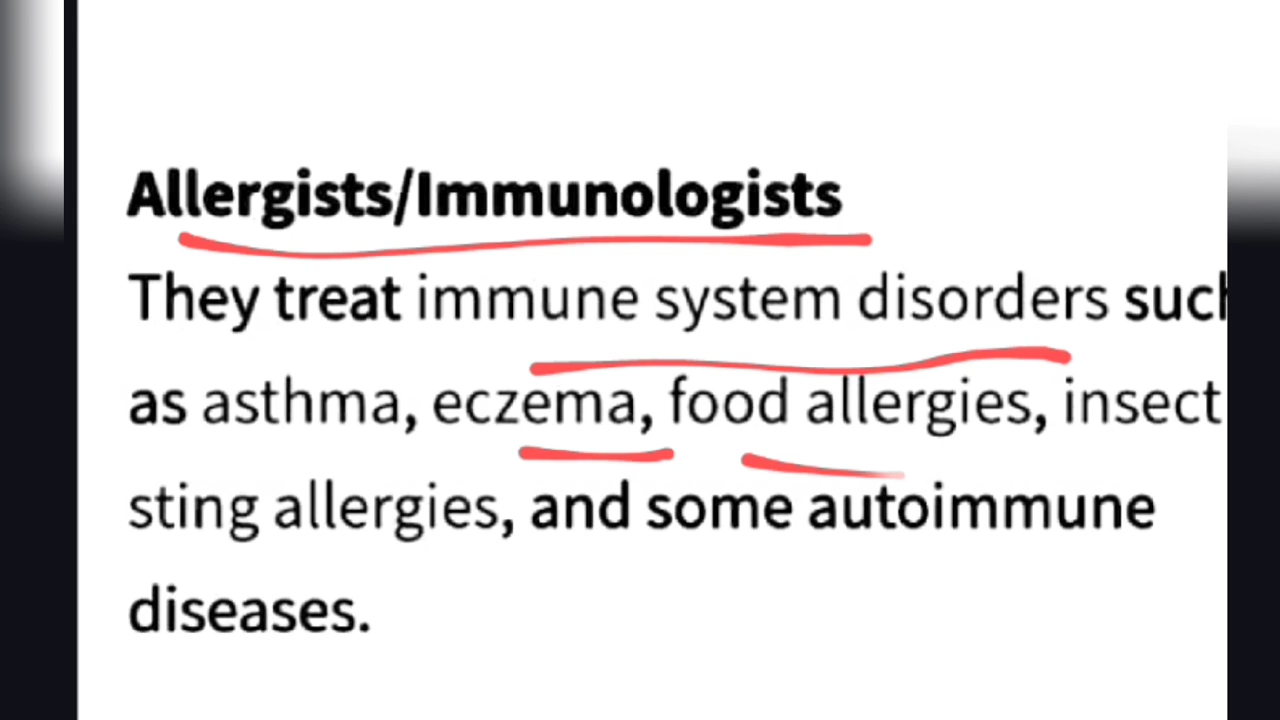 Allergists/Immunologists
They treat immune system disorders such
as asthma, eczema, food allergies, insect
sting allergies, and some autoimmune
diseases.